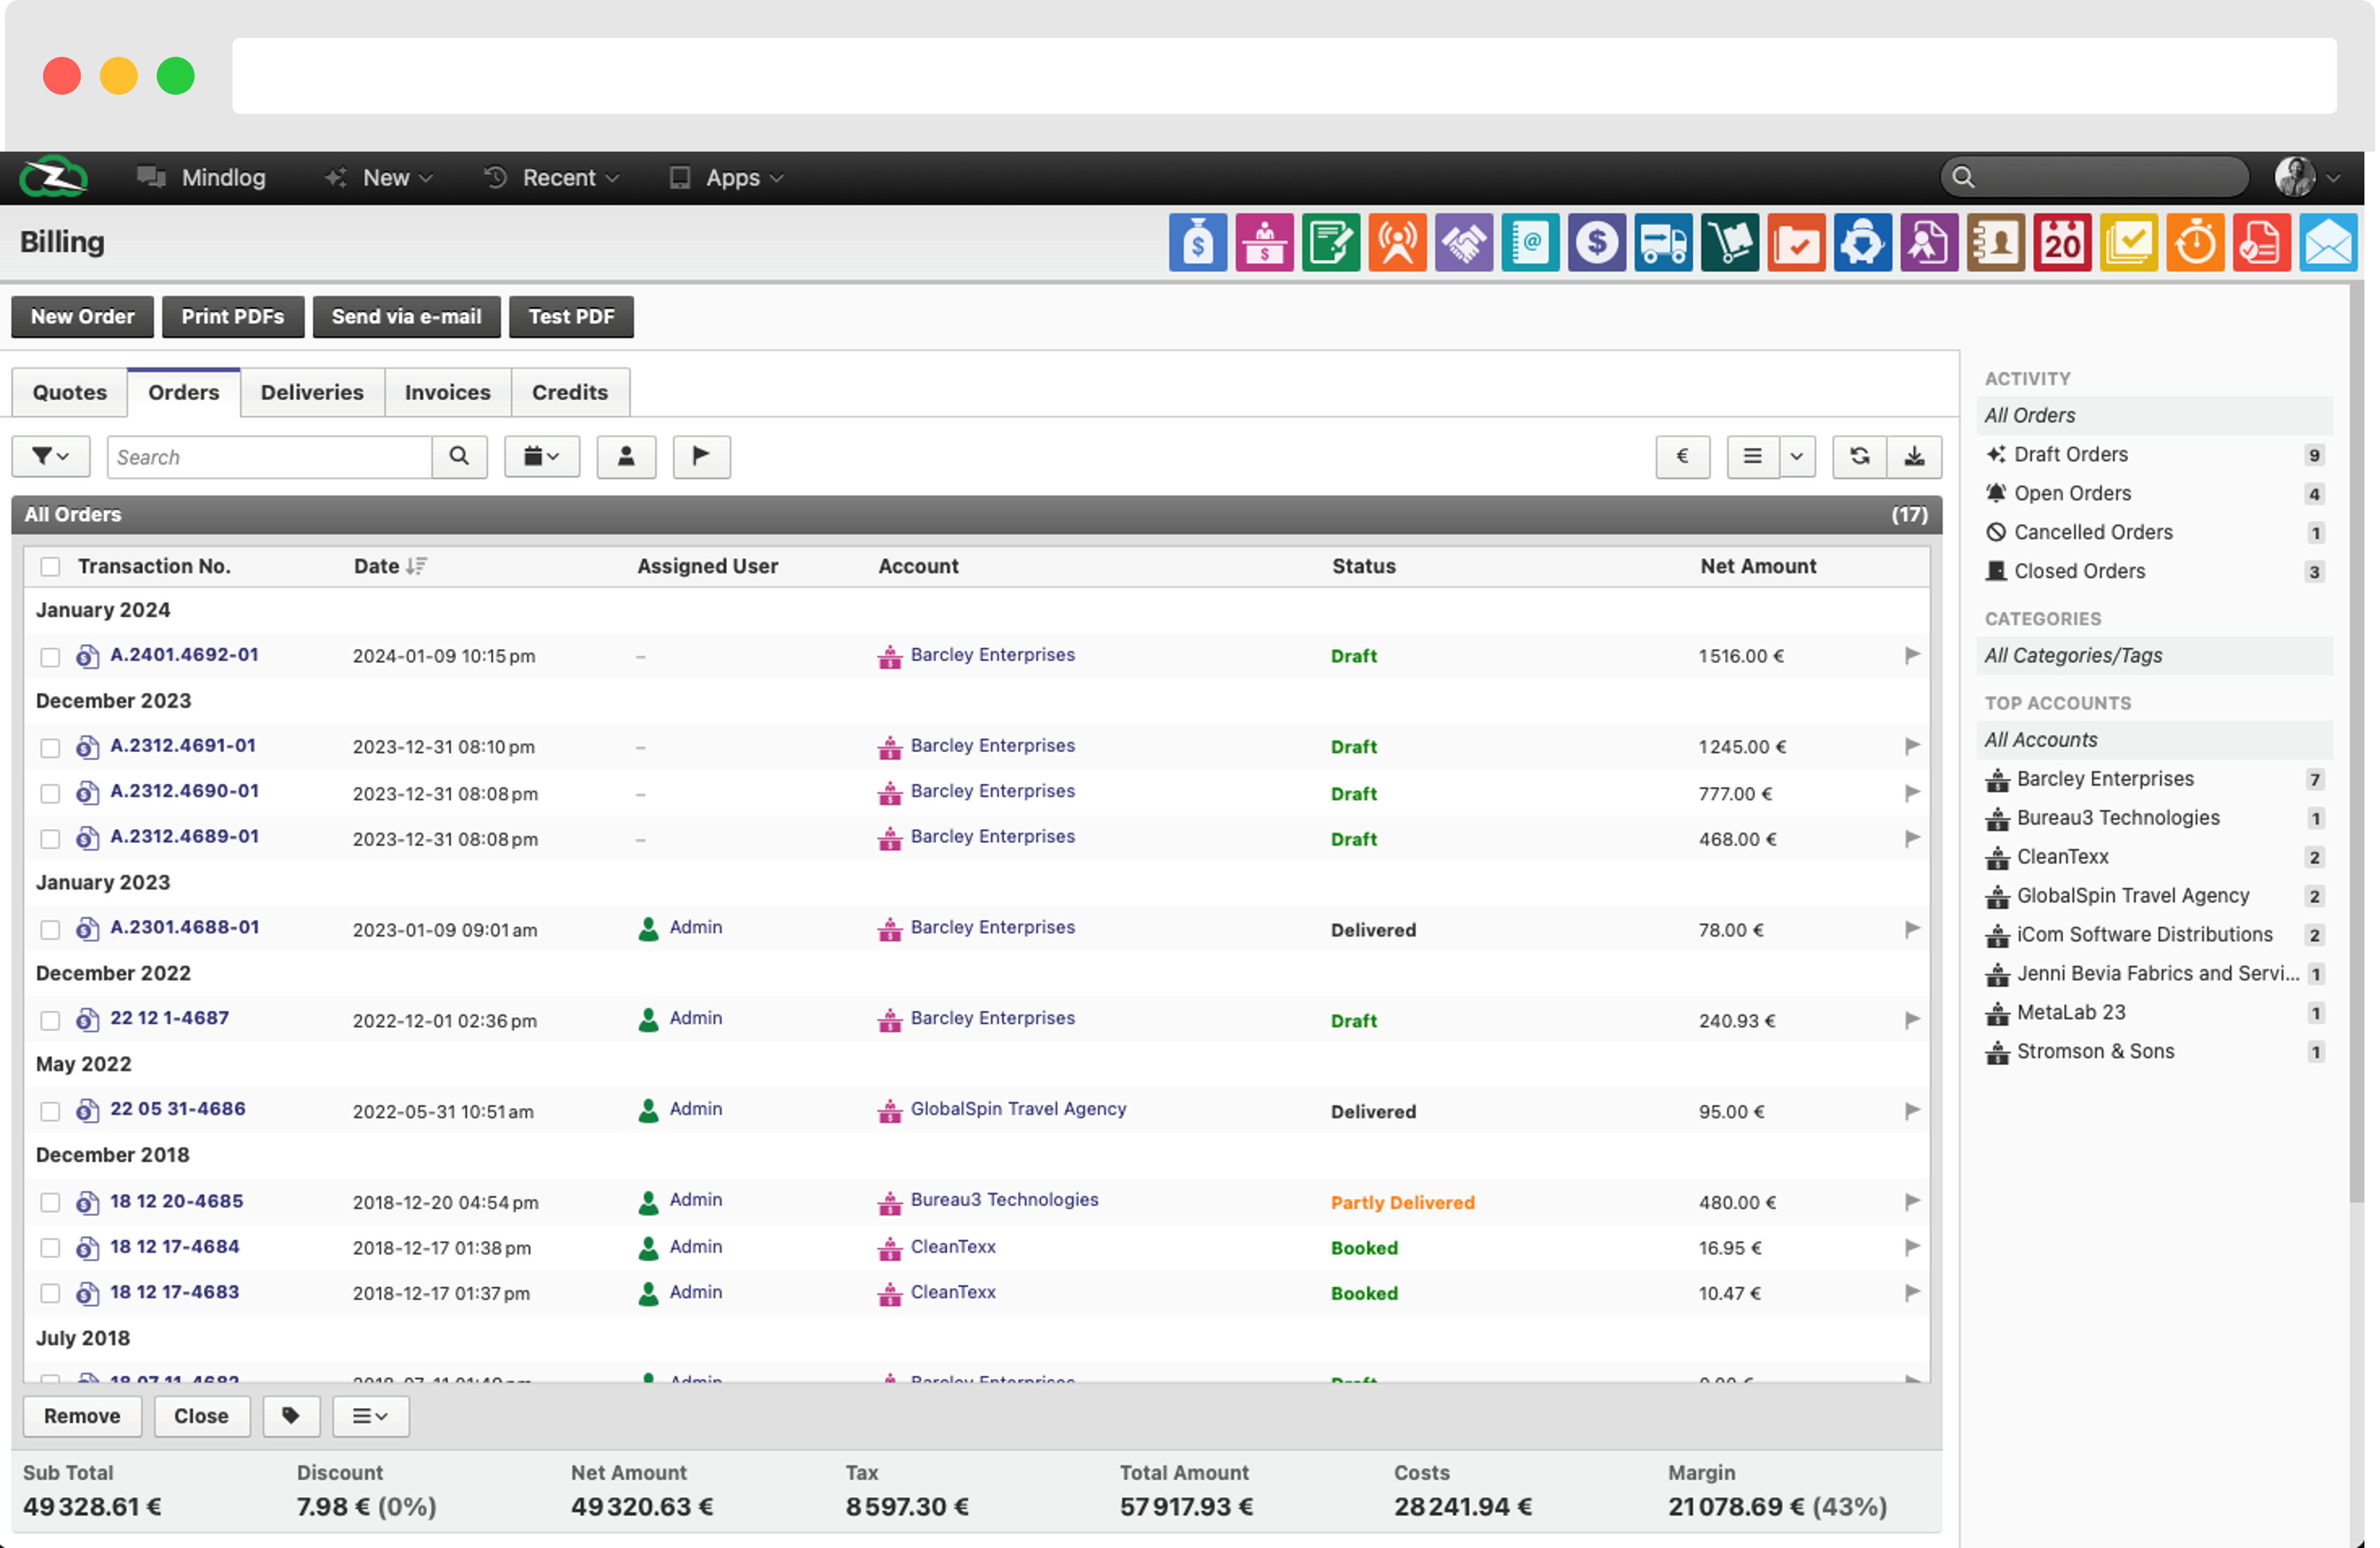 Mindlog New Recent Apps
Billing
20
New Order Print PDFs Send via e-mail Test PDF
Quotes Orders Deliveries Invoices Credits
Search
€
All Orders (17)
Transaction No. Date Assigned User Account Status Net Amount
January 2024
A.2401.4692-01 2024-01-09 10:15 pm – Barcley Enterprises Draft 1 516.00 €
December 2023
A.2312.4691-01 2023-12-31 08:10 pm – Barcley Enterprises Draft 1 245.00 €
A.2312.4690-01 2023-12-31 08:08 pm – Barcley Enterprises Draft 777.00 €
A.2312.4689-01 2023-12-31 08:08 pm – Barcley Enterprises Draft 468.00 €
January 2023
A.2301.4688-01 2023-01-09 09:01 am Admin Barcley Enterprises Delivered 78.00 €
December 2022
22 12 1-4687 2022-12-01 02:36 pm Admin Barcley Enterprises Draft 240.93 €
May 2022
22 05 31-4686 2022-05-31 10:51 am Admin GlobalSpin Travel Agency Delivered 95.00 €
December 2018
18 12 20-4685 2018-12-20 04:54 pm Admin Bureau3 Technologies Partly Delivered 480.00 €
18 12 17-4684 2018-12-17 01:38 pm Admin CleanTexx Booked 16.95 €
18 12 17-4683 2018-12-17 01:37 pm Admin CleanTexx Booked 10.47 €
July 2018
18 07 11-4682 Admin Barcley Enterprises Draft
Remove Close
Sub Total Discount Net Amount Tax Total Amount Costs Margin
49 328.61 € 7.98 € (0%) 49 320.63 € 8 597.30 € 57 917.93 € 28 241.94 € 21 078.69 € (43%)
ACTIVITY
All Orders
Draft Orders 9
Open Orders 4
Cancelled Orders 1
Closed Orders 3
CATEGORIES
All Categories/Tags
TOP ACCOUNTS
All Accounts
Barcley Enterprises 7
Bureau3 Technologies 1
CleanTexx 2
GlobalSpin Travel Agency 2
iCom Software Distributions 2
Jenni Bevia Fabrics and Servi... 1
MetaLab 23 1
Stromson & Sons 1